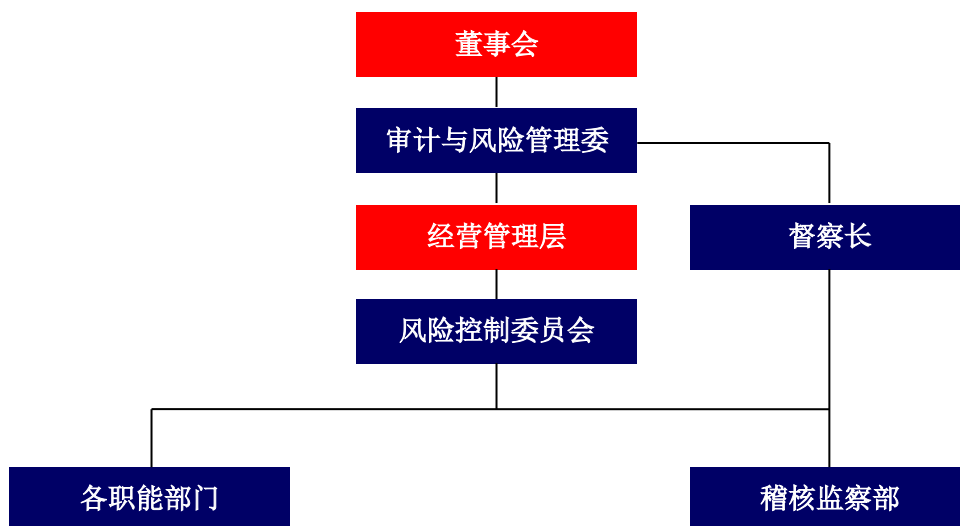 董事会
审计与风险管理委
经营管理层
督察长
风险控制委员会
各职能部门
稽核监察部